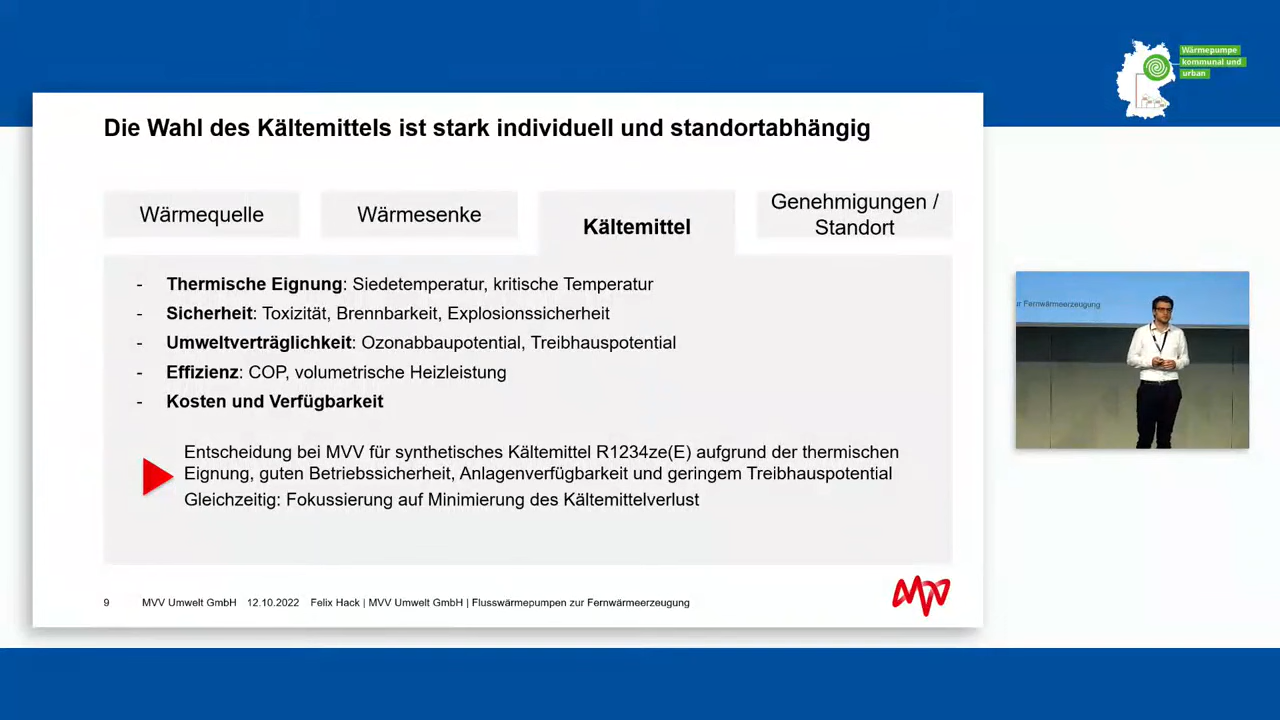 Wärmepumpe
kommunal und
urban
Die Wahl des Kältemittels ist stark individuell und standortabhängig
Wärmequelle
Wärmesenke
Kältemittel
Genehmigungen /
Standort
- Thermische Eignung: Siedetemperatur, kritische Temperatur
- Sicherheit: Toxizität, Brennbarkeit, Explosionssicherheit
- Umweltverträglichkeit: Ozonabbaupotential, Treibhauspotential
- Effizienz: COP, volumetrische Heizleistung
- Kosten und Verfügbarkeit
Entscheidung bei MVV für synthetisches Kältemittel R1234ze(E) aufgrund der thermischen
Eignung, guten Betriebssicherheit, Anlagenverfügbarkeit und geringem Treibhauspotential
Gleichzeitig: Fokussierung auf Minimierung des Kältemittelverlust
9 MVV Umwelt GmbH 12.10.2022 Felix Hack | MVV Umwelt GmbH | Flusswärmepumpen zur Fernwärmeerzeugung
MVV
ur Fernwärmeerzeugung